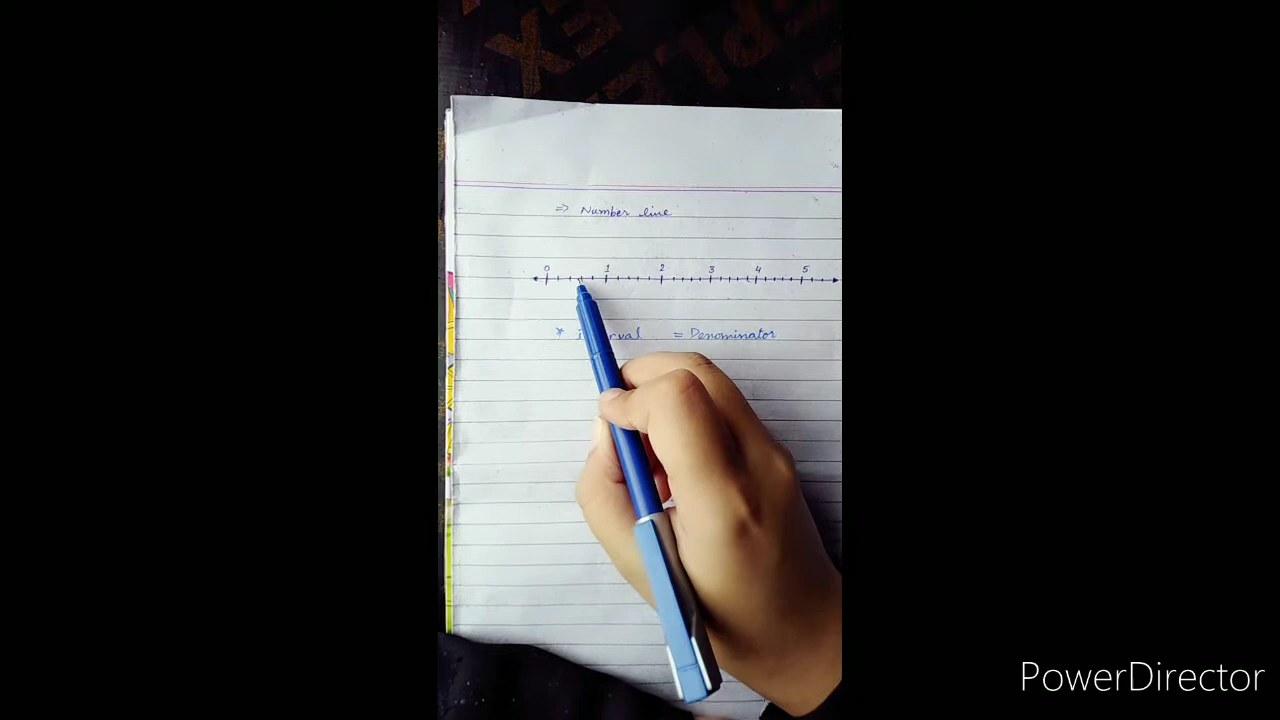 ⇒ Number line
0 1 2 3 4 5
* = Denominator
PowerDirector